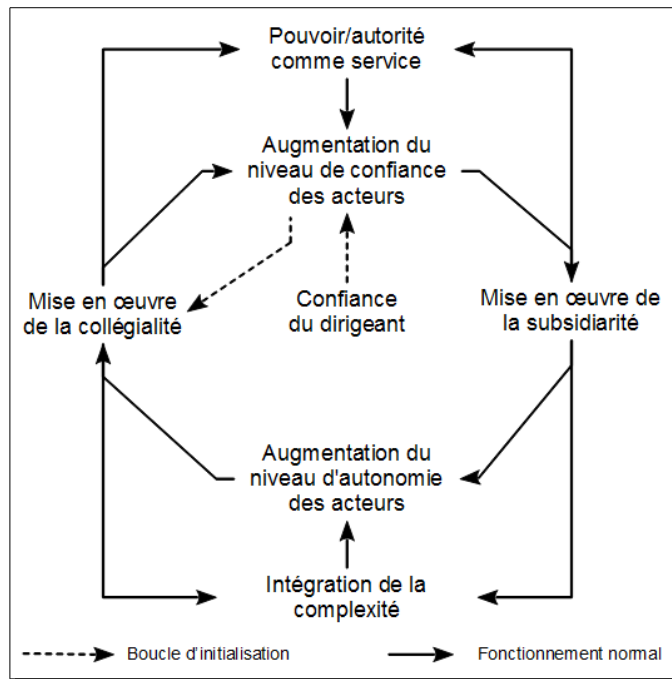 Pouvoir/autorité
comme service
Augmentation du
niveau de confiance
des acteurs
Mise en œuvre
de la collégialité
Confiance
du dirigeant
Mise en œuvre de
la subsidiarité
Augmentation du
niveau d'autonomie
des acteurs
Intégration de la
complexité
Boucle d'initialisation
Fonctionnement normal